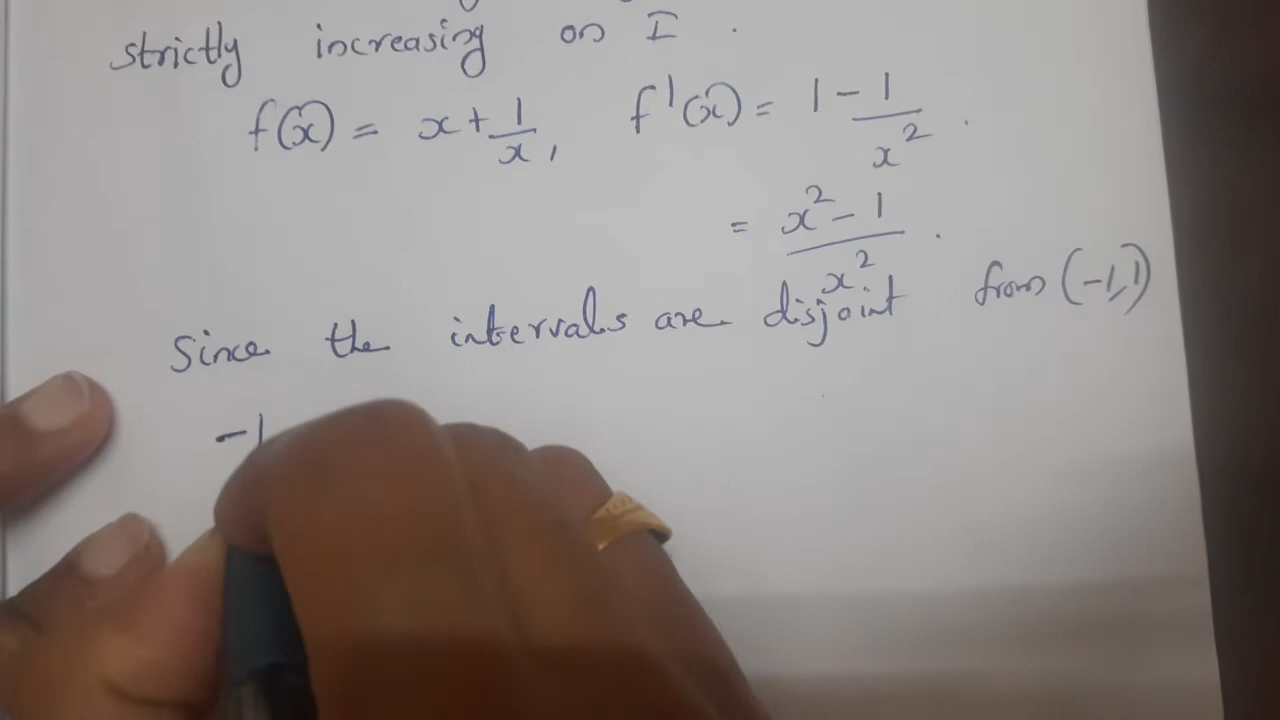 strictly increasing on I.
f(x) = x + 1/x, f'(x) = 1 - 1/x².
= x² - 1 / x².
Since the intervals are disjoint from (-1,1)
-1